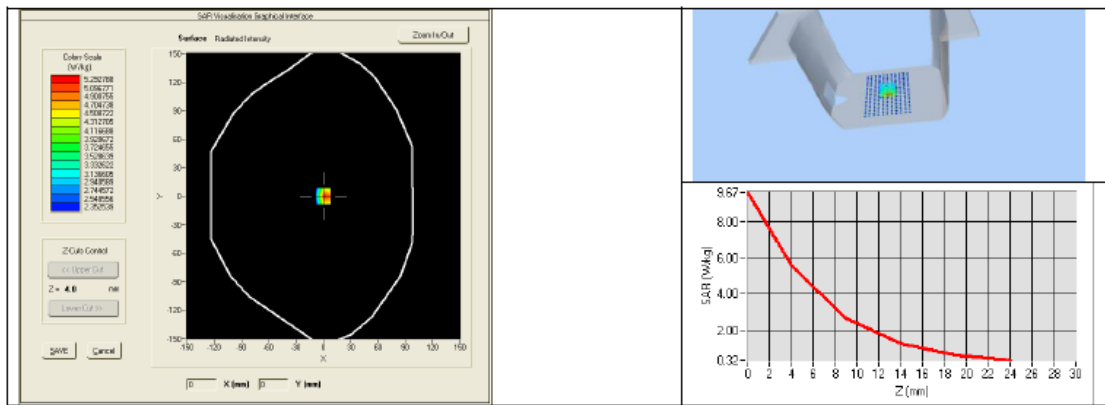 SAR Visualisation Graphical Interface
Surface Radiated Intensity
Zoom In/Out
Colors Scale
(W/kg)
5.292788
5.096771
4.900755
4.704738
4.508722
4.312705
4.116688
3.920672
3.724655
3.528639
3.332622
3.136605
2.940589
2.744572
2.548556
2.352539
150
120
90
60
30
0
-30
-60
-90
-120
-150
Y
-150 -120 -90 -60 -30 0 30 60 90 120 150
X
Z Cuts Control
<< Upper Cut
Z = 4.0 mm
Lower Cut >>
SAVE Cancel
0 X (mm) 0 Y (mm)
9.67
8.00
6.00
4.00
2.00
0.32
SAR (W/kg)
0 2 4 6 8 10 12 14 16 18 20 22 24 26 28 30
Z (mm)